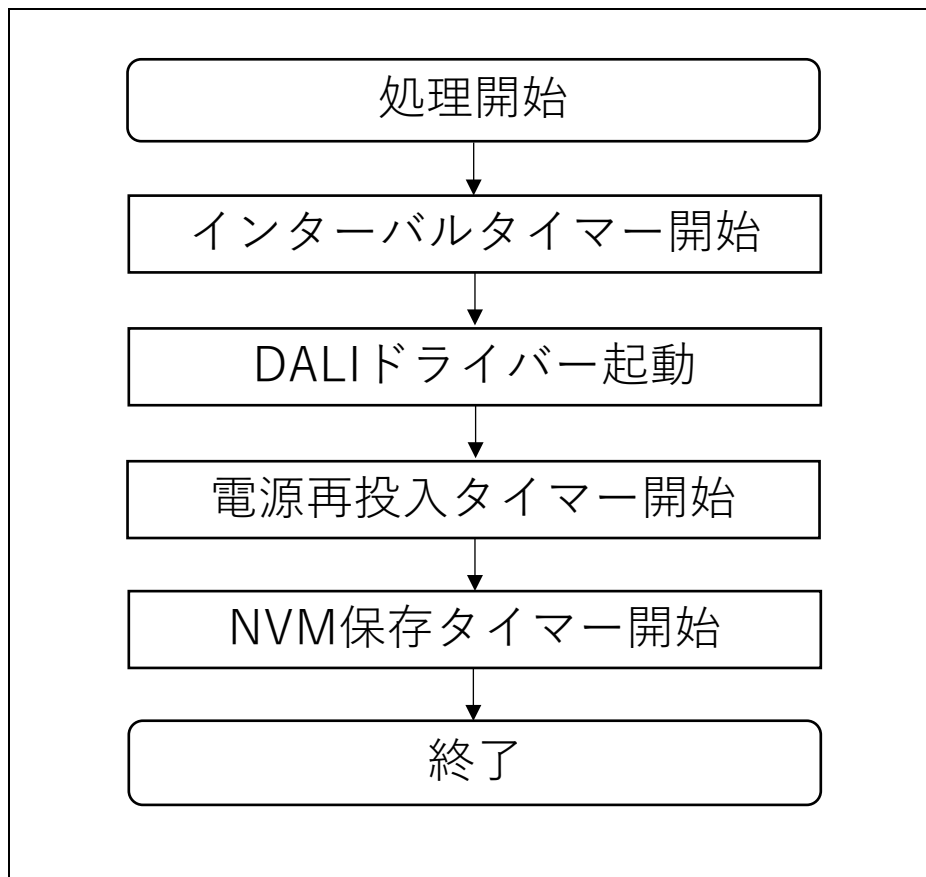 処理開始
インターバルタイマー開始
DALIドライバー起動
電源再投入タイマー開始
NVM保存タイマー開始
終了